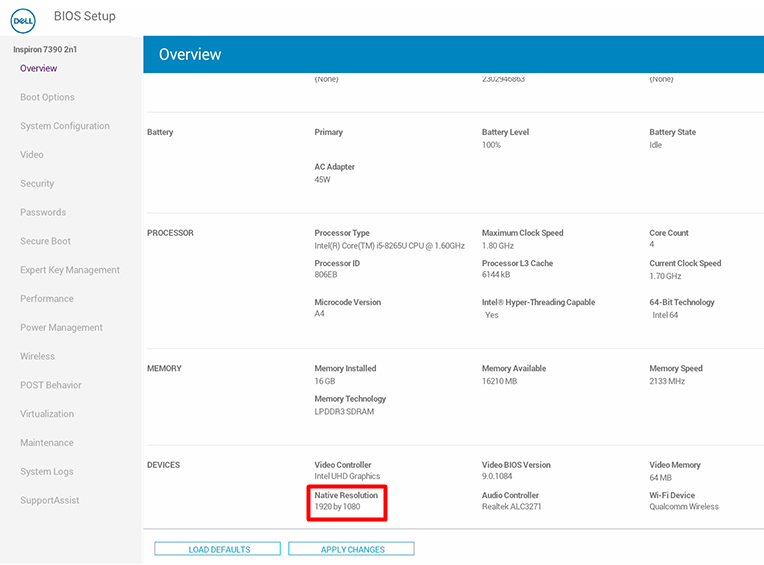 DELL
BIOS Setup
Inspiron 7390 2n1
Overview
Boot Options
System Configuration
Video
Security
Passwords
Secure Boot
Expert Key Management
Performance
Power Management
Wireless
POST Behavior
Virtualization
Maintenance
System Logs
SupportAssist
Overview
{None} 2302946863 {None}
Battery Primary Battery Level Battery State
100% Idle
AC Adapter
45W
PROCESSOR Processor Type Maximum Clock Speed Core Count
Intel(R) Core(TM) i5-8265U CPU @ 1.60GHz 1.80 GHz 4
Processor ID Processor L3 Cache Current Clock Speed
806EB 6144 kB 1.70 GHz
Microcode Version Intel® Hyper-Threading Capable 64-Bit Technology
A4 Yes Intel 64
MEMORY Memory Installed Memory Available Memory Speed
16 GB 16210 MB 2133 MHz
Memory Technology
LPDDR3 SDRAM
DEVICES Video Controller Video BIOS Version Video Memory
Intel UHD Graphics 9.0.1084 64 MB
Native Resolution Audio Controller Wi-Fi Device
1920 by 1080 Realtek ALC3271 Qualcomm Wireless
LOAD DEFAULTS APPLY CHANGES